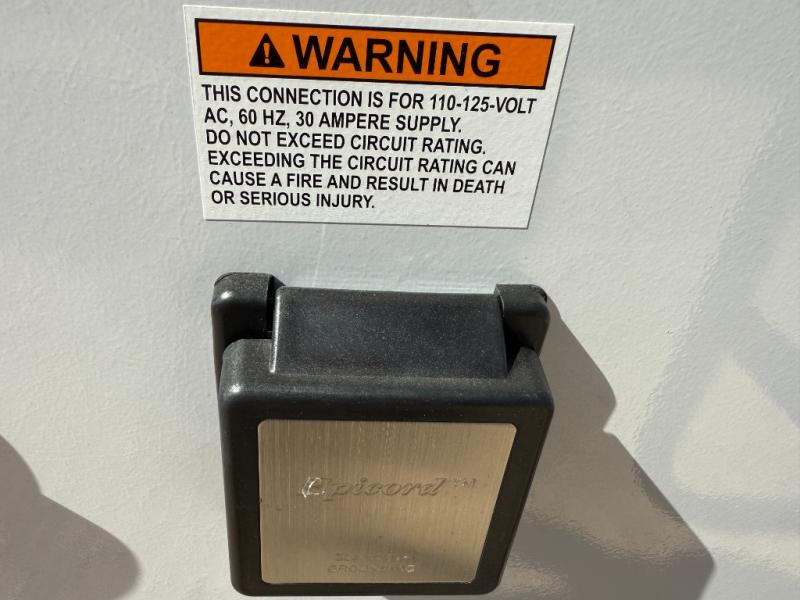 WARNING
THIS CONNECTION IS FOR 110-125-VOLT
AC, 60 HZ, 30 AMPERE SUPPLY.
DO NOT EXCEED CIRCUIT RATING.
EXCEEDING THE CIRCUIT RATING CAN
CAUSE A FIRE AND RESULT IN DEATH
OR SERIOUS INJURY.
Epicord™